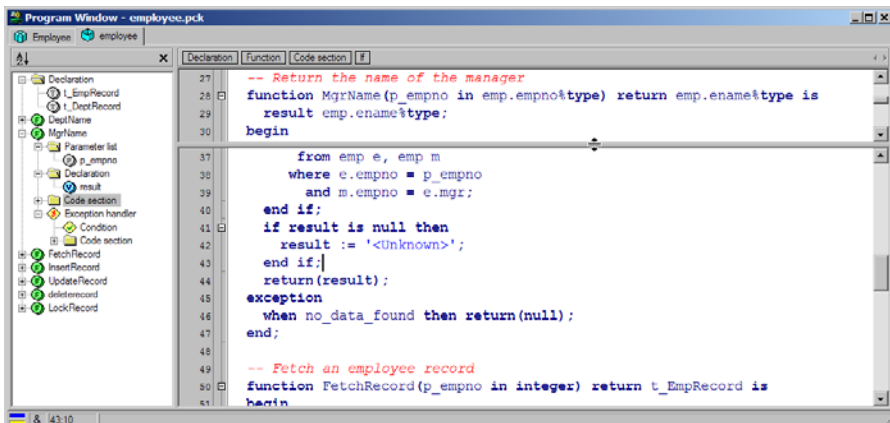 Program Window - employee.pck
Employee employee
Declaration Function Code section If
Declaration
t_EmpRecord
t_DeptRecord
DeptName
MgrName
Parameter list
p_empno
Declaration
result
Code section
Exception handler
Condition
Code section
FetchRecord
InsertRecord
UpdateRecord
deleterecord
LockRecord
27 -- Return the name of the manager
28 function MgrName(p_empno in emp.empno%type) return emp.ename%type is
29 result emp.ename%type;
30 begin
37 from emp e, emp m
38 where e.empno = p_empno
39 and m.empno = e.mgr;
40 end if;
41 if result is null then
42 result := '<Unknown>';
43 end if;
44 return(result);
45 exception
46 when no_data_found then return(null);
47 end;
48
49 -- Fetch an employee record
50 function FetchRecord(p_empno in integer) return t_EmpRecord is
51 begin
& 43:10